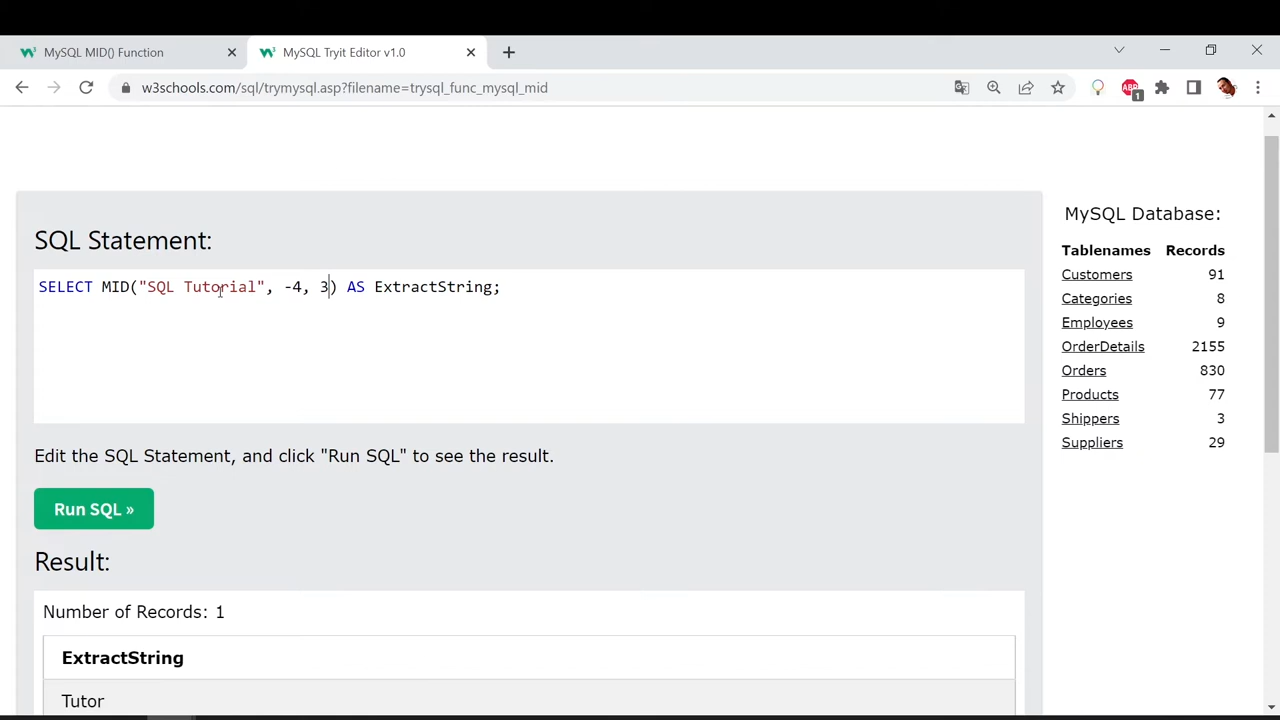 MySQL MID() Function
MySQL Tryit Editor v1.0
w3schools.com/sql/trymysql.asp?filename=trysql_func_mysql_mid
ABP
1
SQL Statement:
SELECT MID("SQL Tutorial", -4, 3) AS ExtractString;
Edit the SQL Statement, and click "Run SQL" to see the result.
Run SQL »
Result:
Number of Records: 1
ExtractString
Tutor
MySQL Database:
Tablenames Records
Customers 91
Categories 8
Employees 9
OrderDetails 2155
Orders 830
Products 77
Shippers 3
Suppliers 29